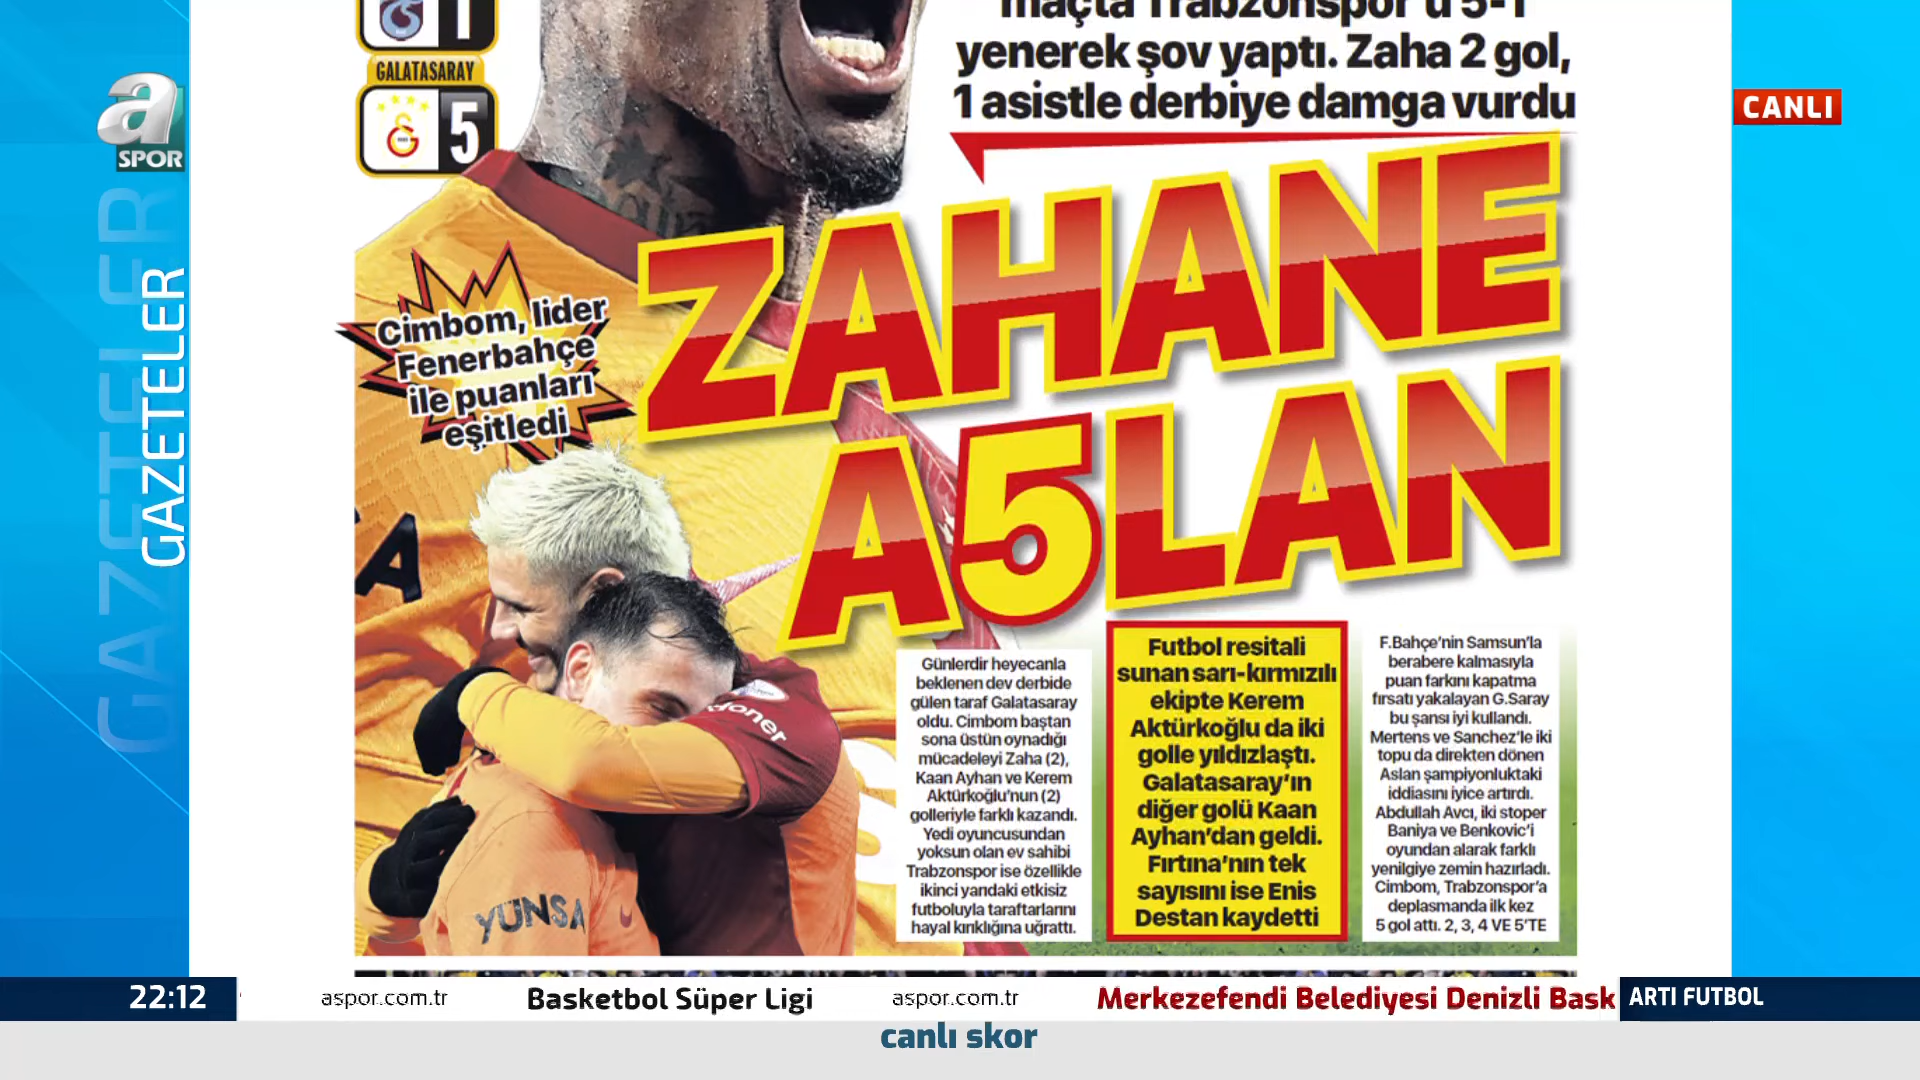 1
maçta Trabzonspor'u 5-1
yenerek şov yaptı. Zaha 2 gol,
1 asistle derbiye damga vurdu
GALATASARAY
5
a
SPOR
GAZETELER
GAZETELER
CANLI
ZAHANE
A5LAN
Cimbom, lider
Fenerbahçe
ile puanları
eşitledi
A
Günlerdir heyecanla
beklenen dev derbide
gülen taraf Galatasaray
oldu. Cimbom baştan
sona üstün oynadığı
mücadeleyi Zaha (2),
Kaan Ayhan ve Kerem
Aktürkoğlu'nun (2)
golleriyle farklı kazandı.
Yedi oyuncusundan
yoksun olan ev sahibi
Trabzonspor ise özellikle
ikinci yarıdaki etkisiz
futboluyla taraftarlarını
hayal kırıklığına uğrattı.
Futbol resitali
sunan sarı-kırmızılı
ekipte Kerem
Aktürkoğlu da iki
golle yıldızlaştı.
Galatasaray'ın
diğer golü Kaan
Ayhan'dan geldi.
Fırtına'nın tek
sayısını ise Enis
Destan kaydetti
F.Bahçe'nin Samsun'la
berabere kalmasıyla
puan farkını kapatma
fırsatı yakalayan G.Saray
bu şansı iyi kullandı.
Mertens ve Sanchez'le iki
topu da direkten dönen
Aslan şampiyonluktaki
iddiasını iyice artırdı.
Abdullah Avcı, iki stoper
Baniya ve Benkovic'i
oyundan alarak farklı
yenilgiye zemin hazırladı.
Cimbom, Trabzonspor'a
deplasmanda ilk kez
5 gol attı. 2, 3, 4 VE 5'TE
YÜNSA
22:12
aspor.com.tr
Basketbol Süper Ligi
aspor.com.tr
Merkezefendi Belediyesi Denizli Bask
ARTI FUTBOL
canlı skor